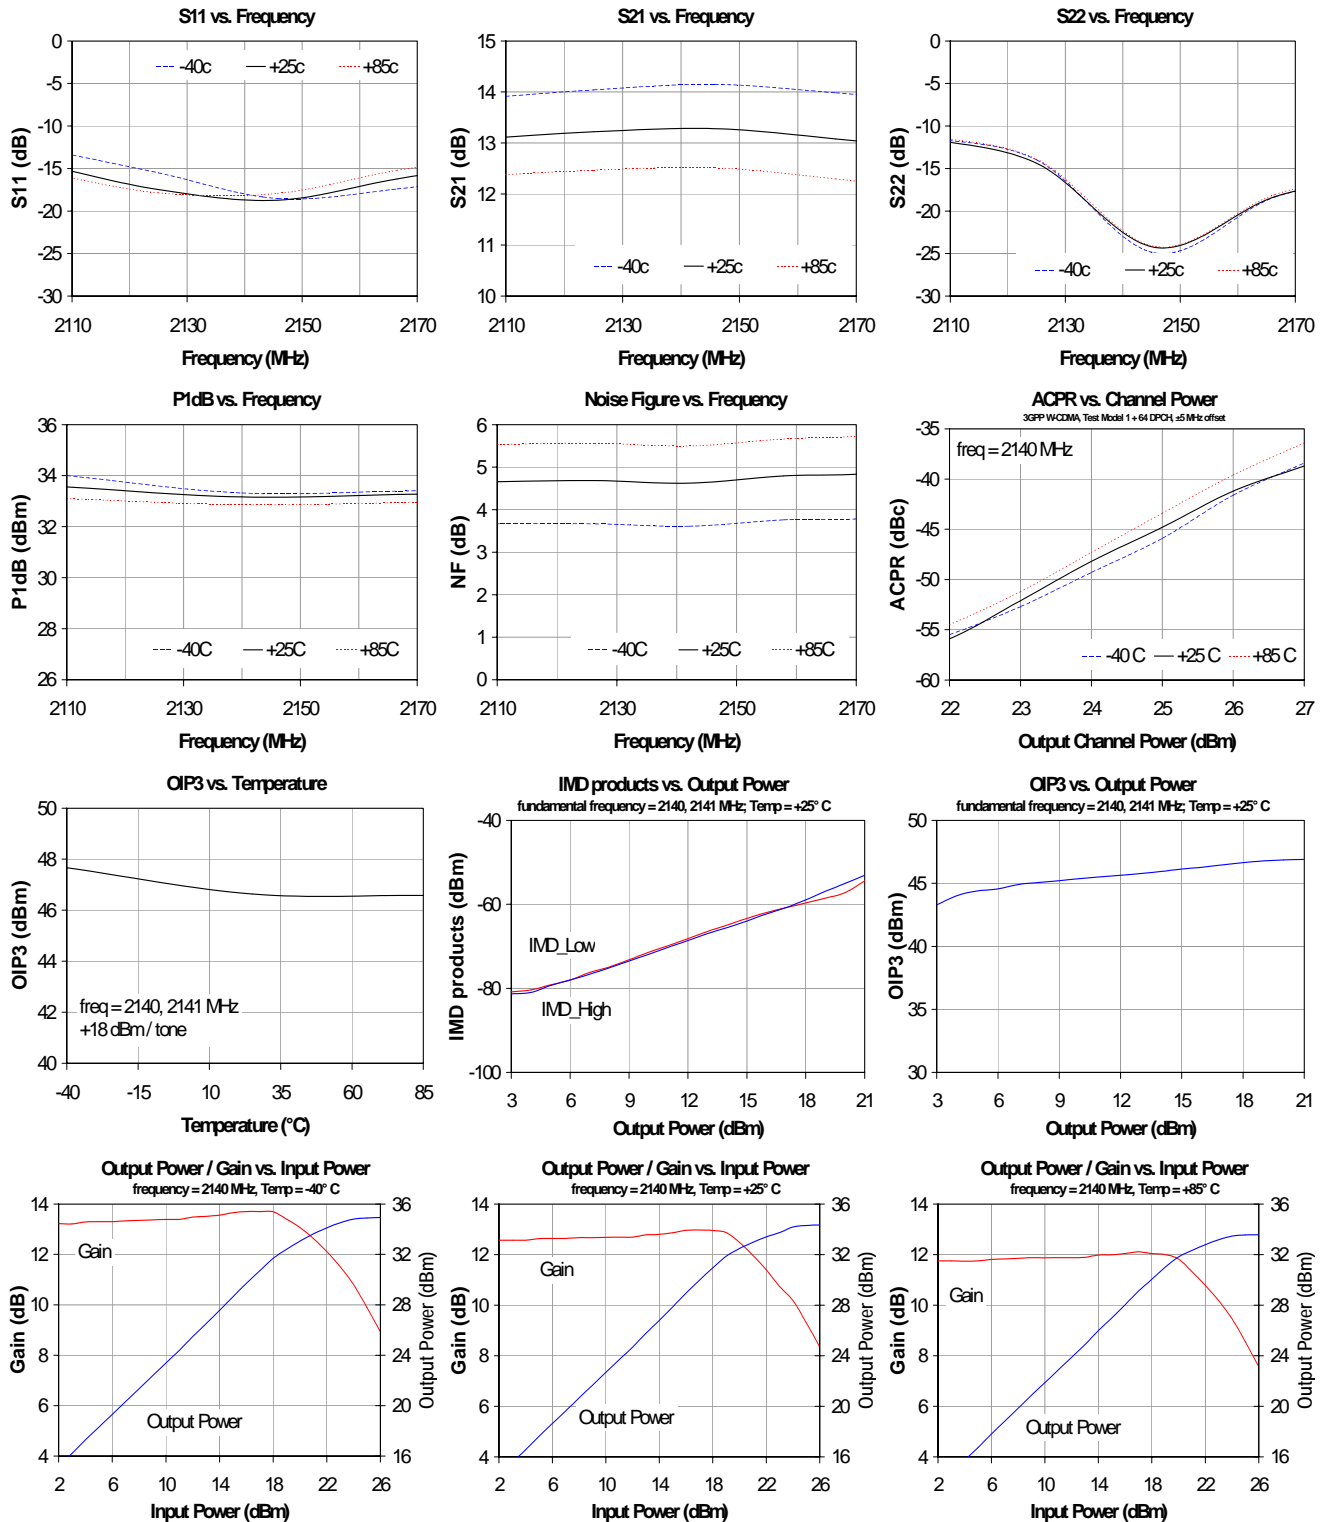 S11 vs. Frequency
0
-5
-10
-15
-20
-25
-30
-40c
+25c
+85c
S11 (dB)
2110
2130
2150
2170
Frequency (MHz)
S21 vs. Frequency
15
14
13
12
11
10
-40c
+25c
+85c
S21 (dB)
2110
2130
2150
2170
Frequency (MHz)
S22 vs. Frequency
0
-5
-10
-15
-20
-25
-30
-40c
+25c
+85c
S22 (dB)
2110
2130
2150
2170
Frequency (MHz)
P1dB vs. Frequency
36
34
32
30
28
26
-40C
+25C
+85C
P1dB (dBm)
2110
2130
2150
2170
Frequency (MHz)
Noise Figure vs. Frequency
6
5
4
3
2
1
0
-40C
+25C
+85C
NF (dB)
2110
2130
2150
2170
Frequency (MHz)
ACPR vs. Channel Power
3GPP W-CDMA, Test Model 1 + 64 DPCH, ±5 MHz offset
freq = 2140 MHz
-35
-40
-45
-50
-55
-60
-40 C
+25 C
+85 C
ACPR (dBc)
22
23
24
25
26
27
Output Channel Power (dBm)
OIP3 vs. Temperature
50
48
46
44
42
40
OIP3 (dBm)
freq = 2140, 2141 MHz
+18 dBm / tone
-40
-15
10
35
60
85
Temperature (°C)
IMD products vs. Output Power
fundamental frequency = 2140, 2141 MHz; Temp = +25° C
-40
-60
-80
-100
IMD products (dBm)
IMD_Low
IMD_High
3
6
9
12
15
18
21
Output Power (dBm)
OIP3 vs. Output Power
fundamental frequency = 2140, 2141 MHz; Temp = +25° C
50
45
40
35
30
OIP3 (dBm)
3
6
9
12
15
18
21
Output Power (dBm)
Output Power / Gain vs. Input Power
frequency = 2140 MHz, Temp = -40° C
14
12
10
8
6
4
Gain (dB)
Gain
Output Power
36
32
28
24
20
16
Output Power (dBm)
2
6
10
14
18
22
26
Input Power (dBm)
Output Power / Gain vs. Input Power
frequency = 2140 MHz, Temp = +25° C
14
12
10
8
6
4
Gain (dB)
Gain
Output Power
36
32
28
24
20
16
Output Power (dBm)
2
6
10
14
18
22
26
Input Power (dBm)
Output Power / Gain vs. Input Power
frequency = 2140 MHz, Temp = +85° C
14
12
10
8
6
4
Gain (dB)
Gain
Output Power
36
32
28
24
20
16
Output Power (dBm)
2
6
10
14
18
22
26
Input Power (dBm)